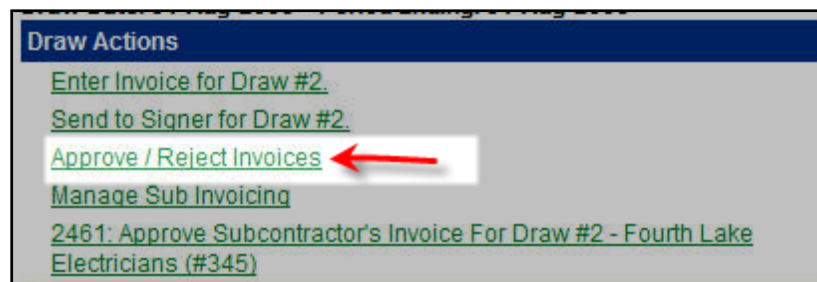 Draw Actions
Enter Invoice for Draw #2.
Send to Signer for Draw #2.
Approve / Reject Invoices
Manage Sub Invoicing
2461: Approve Subcontractor's Invoice For Draw #2 - Fourth Lake
Electricians (#345)